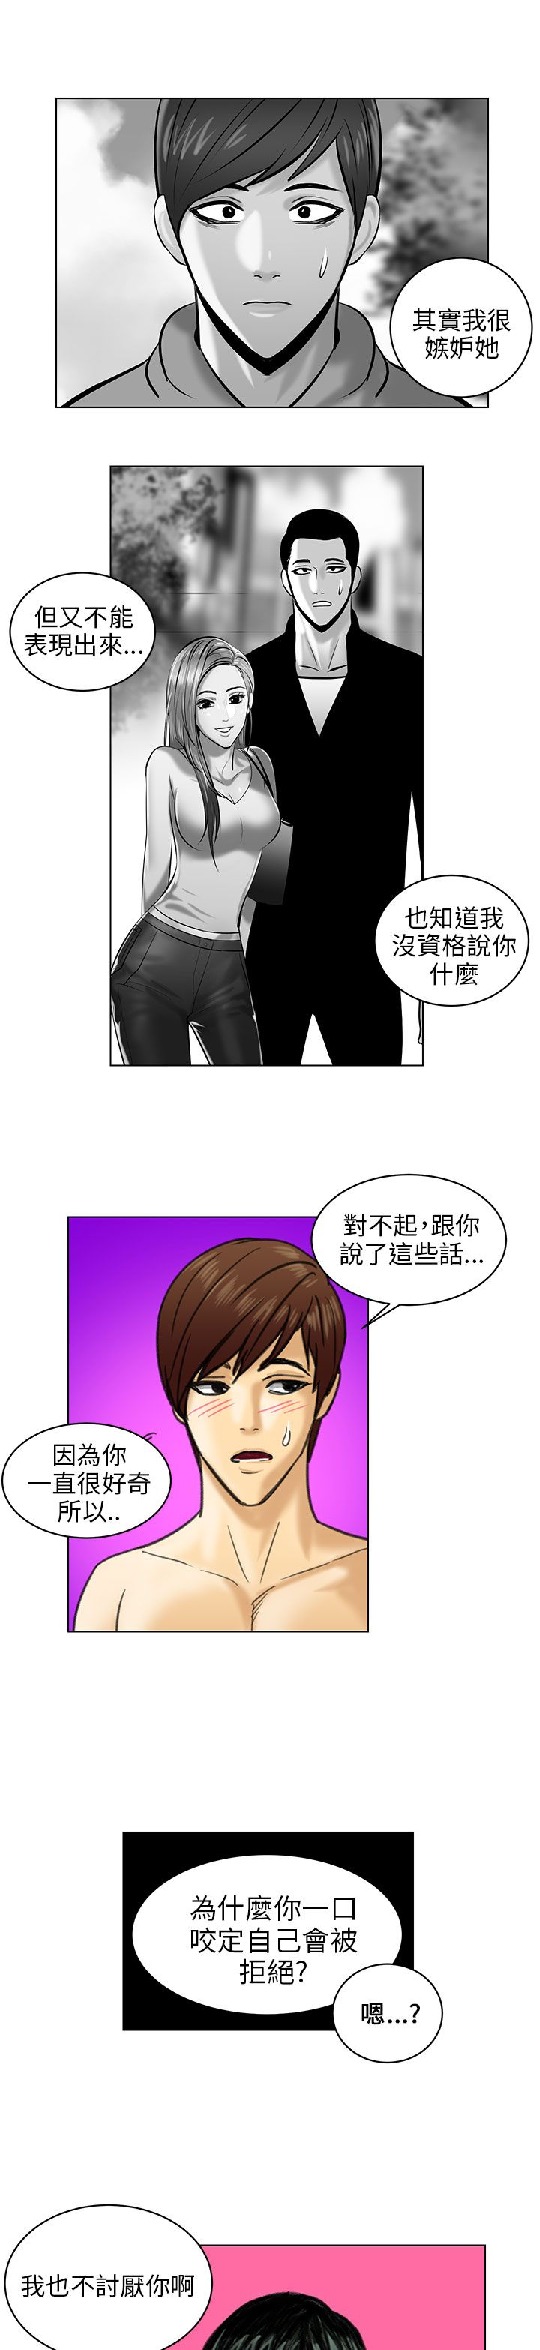 其實我很
嫉妒她
但又不能
表現出來...
也知道我
沒資格說你
什麼
對不起，跟你
說了這些話...
因為你
一直很好奇
所以..
為什麼你一口
咬定自己會被
拒絕?
嗯...?
我也不討厭你啊